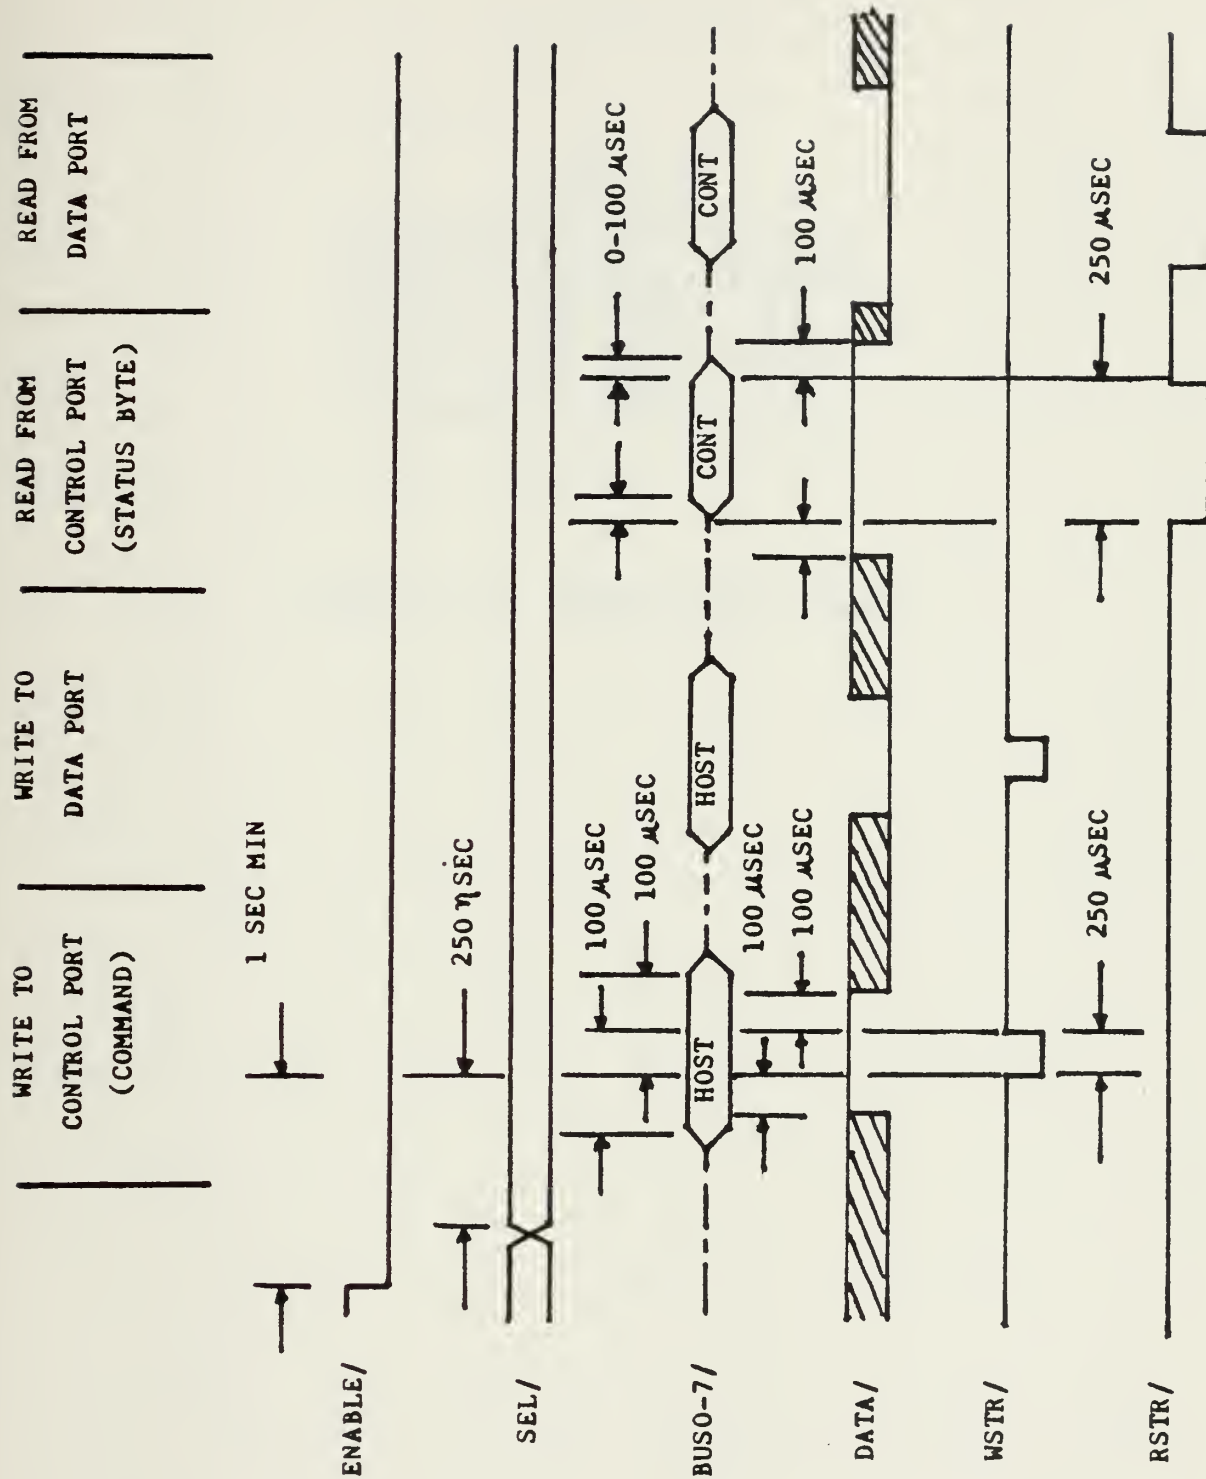 WRITE TO
CONTROL PORT
(COMMAND)
WRITE TO
DATA PORT
READ FROM
CONTROL PORT
(STATUS BYTE)
READ FROM
DATA PORT
1 SEC MIN
ENABLE/
250 ηSEC
SEL/
100 μSEC
100 μSEC
0-100 μSEC
BUS0-7/
HOST
HOST
CONT
CONT
100 μSEC
100 μSEC
100 μSEC
DATA/
WSTR/
250 μSEC
250 μSEC
RSTR/